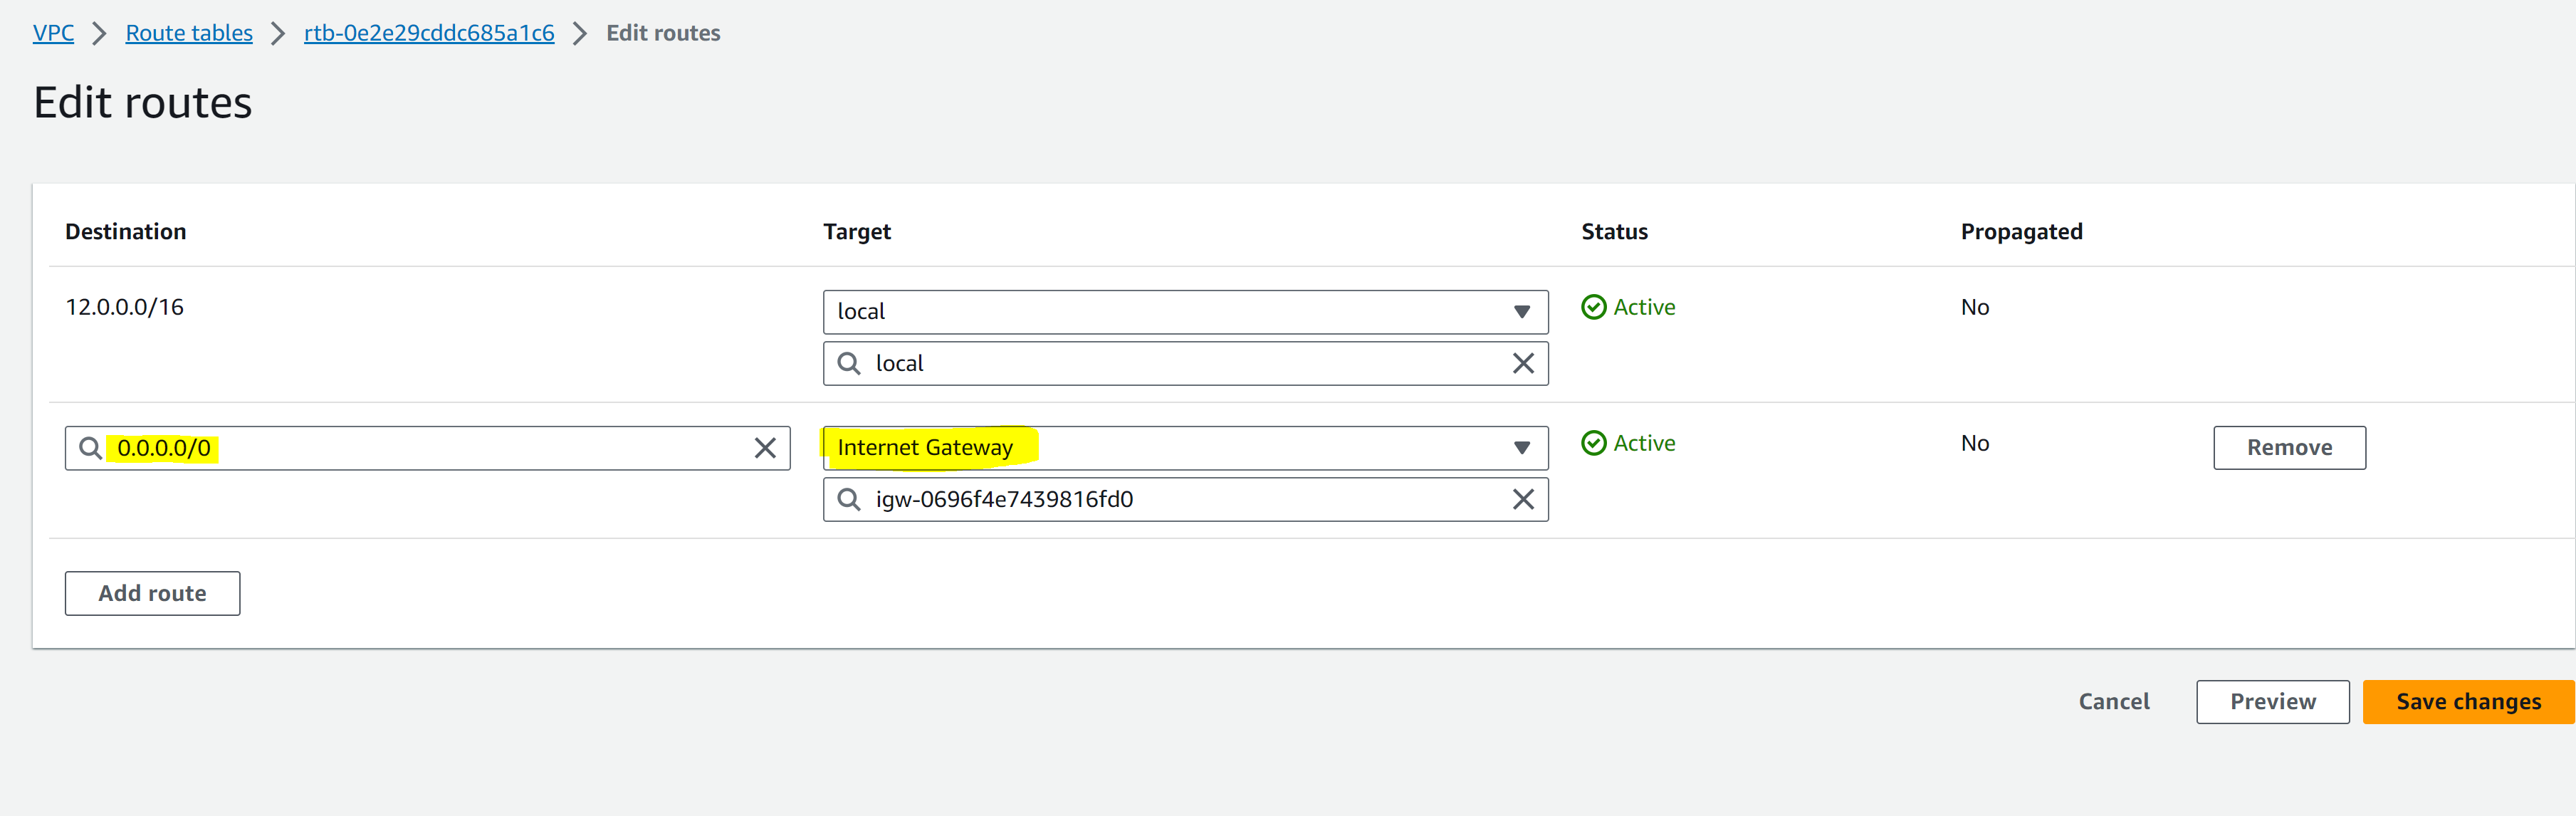 VPC > Route tables > rtb-0e2e29cddc685a1c6 > Edit routes
Edit routes
Destination Target Status Propagated
12.0.0.0/16 local Active No
local
0.0.0.0/0 Internet Gateway Active No Remove
igw-0696f4e7439816fd0
Add route
Cancel Preview Save changes